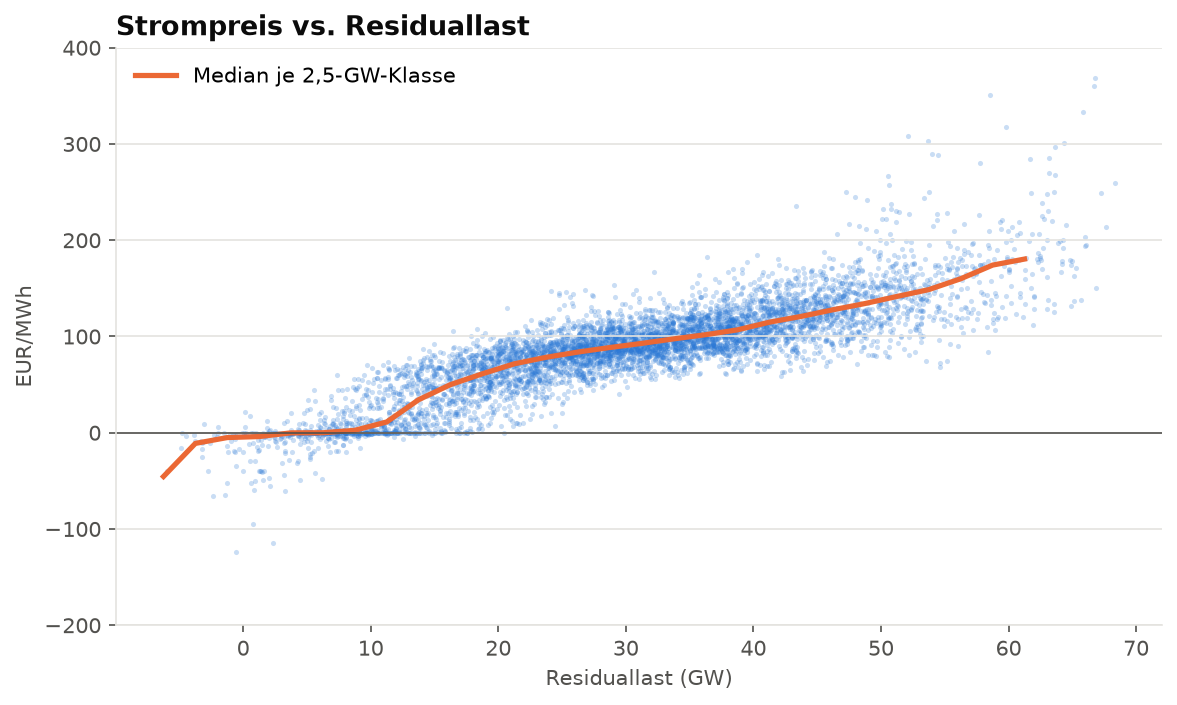 Strompreis vs. Residuallast
Median je 2,5-GW-Klasse
EUR/MWh
400
300
200
100
0
−100
−200
0 10 20 30 40 50 60 70
Residuallast (GW)